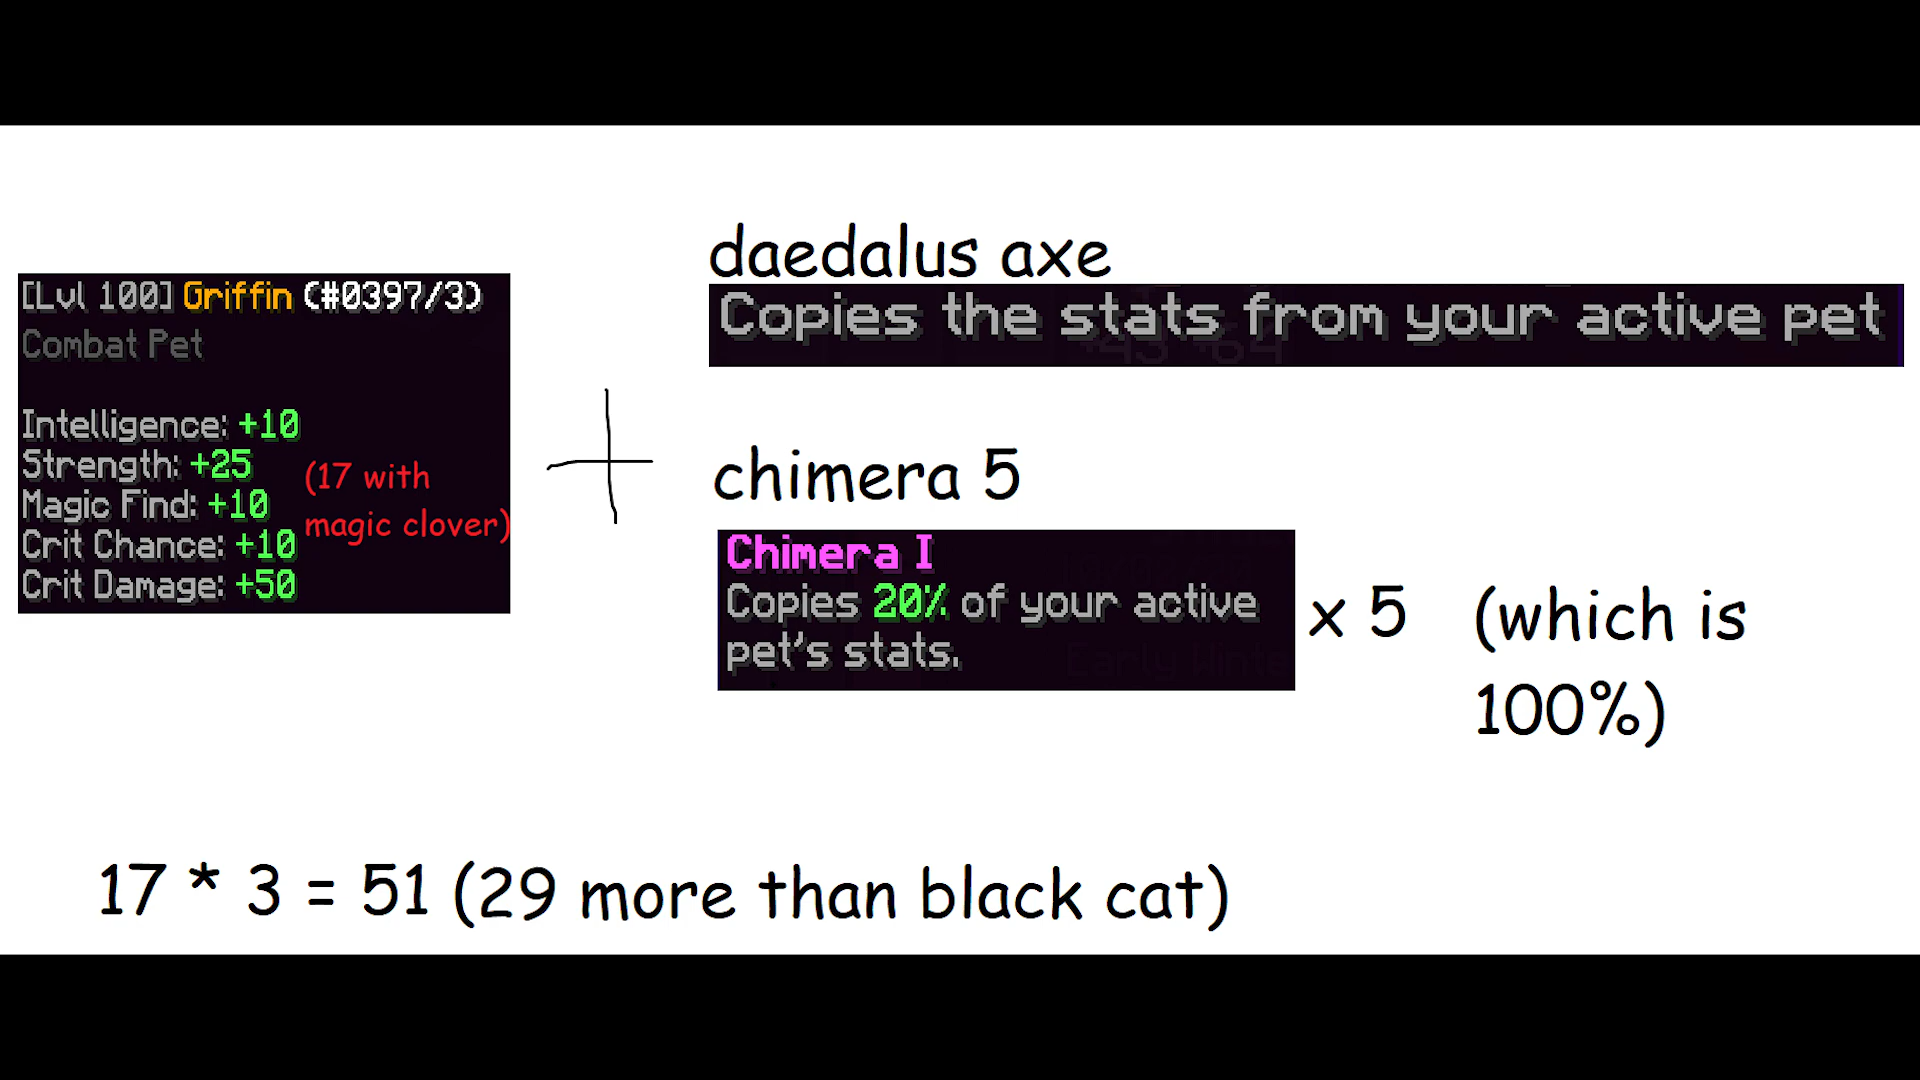 daedalus axe
[Lvl 100] Griffin (#0397/3)
Combat Pet
Copies the stats from your active pet
Intelligence: +10
Strength: +25
Magic Find: +10
Crit Chance: +10
Crit Damage: +50
(17 with
magic clover)
chimera 5
Chimera I
Copies 20% of your active
pet's stats.
x 5
(which is
100%)
17 * 3 = 51 (29 more than black cat)